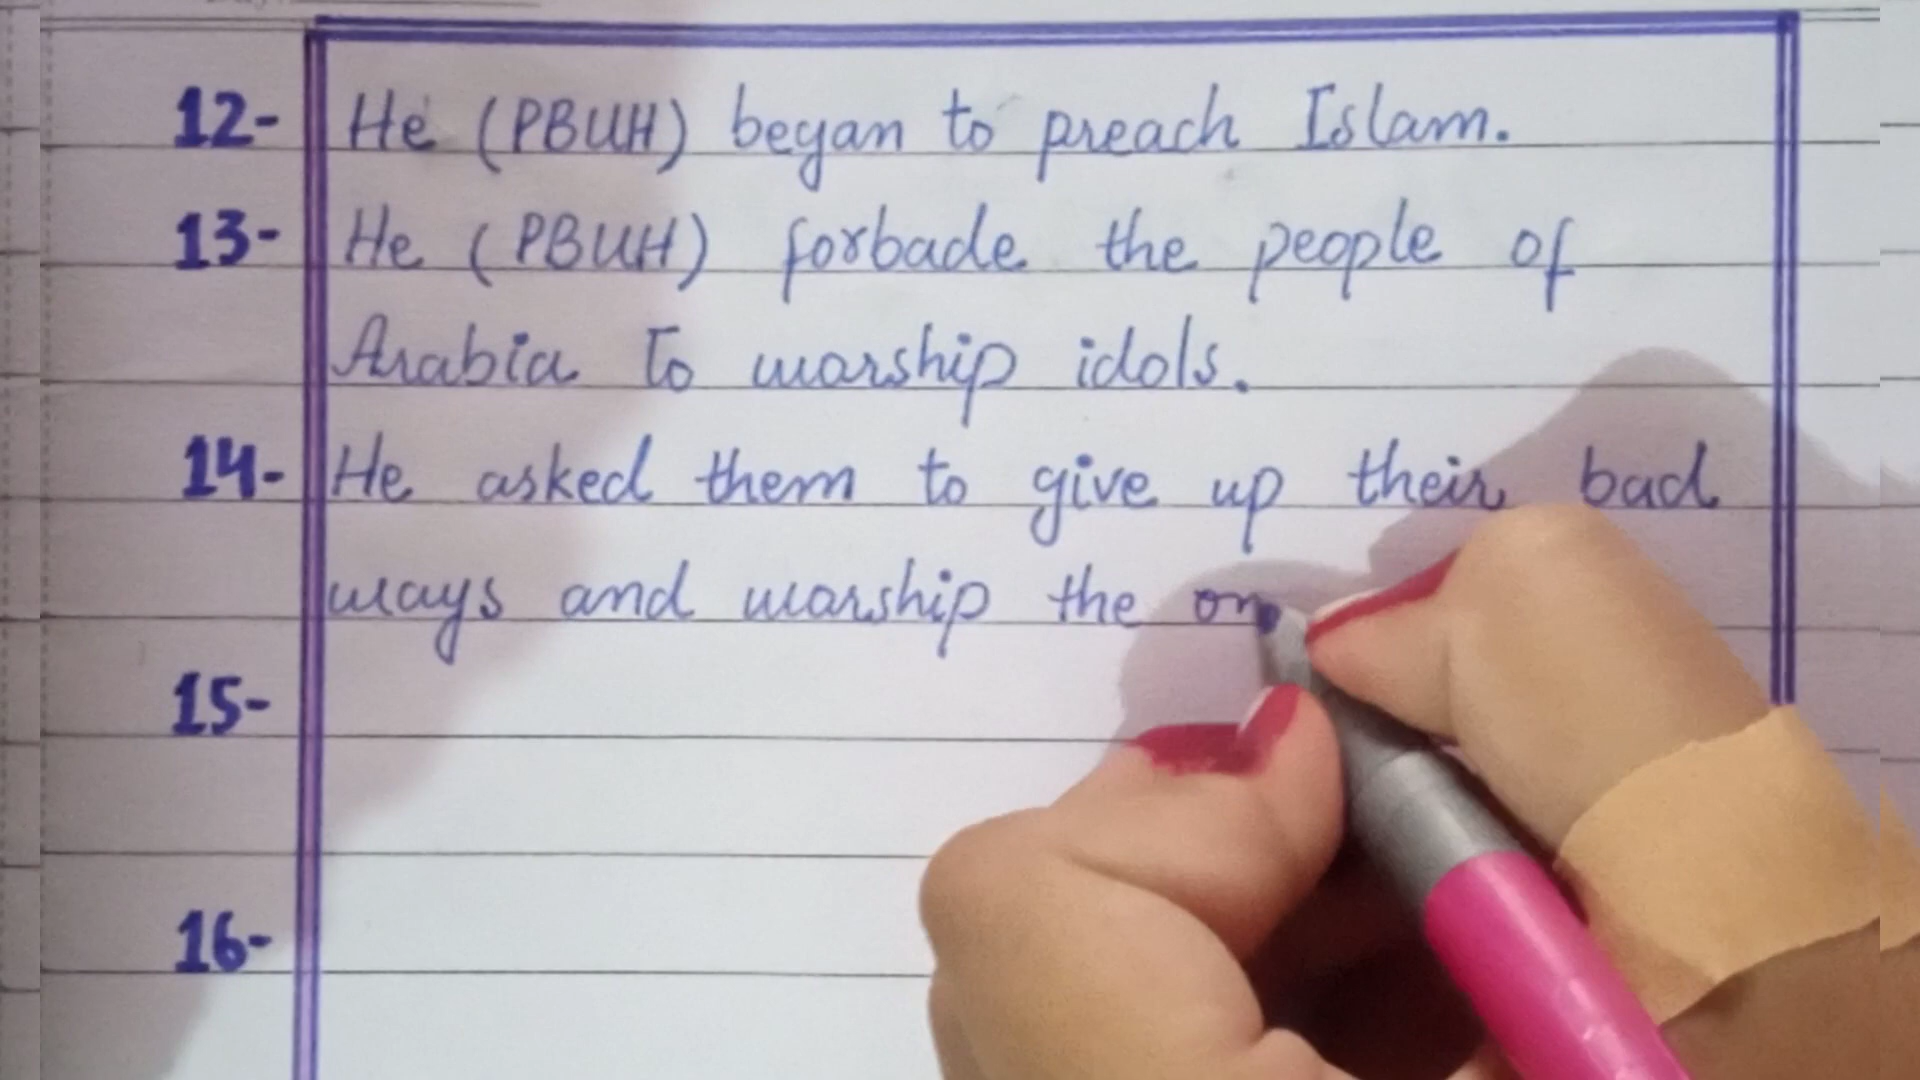 12- He (PBUH) began to preach Islam.
13- He (PBUH) forbade the people of
Arabia to worship idols.
14- He asked them to give up their bad
ways and worship the on
15-
16-